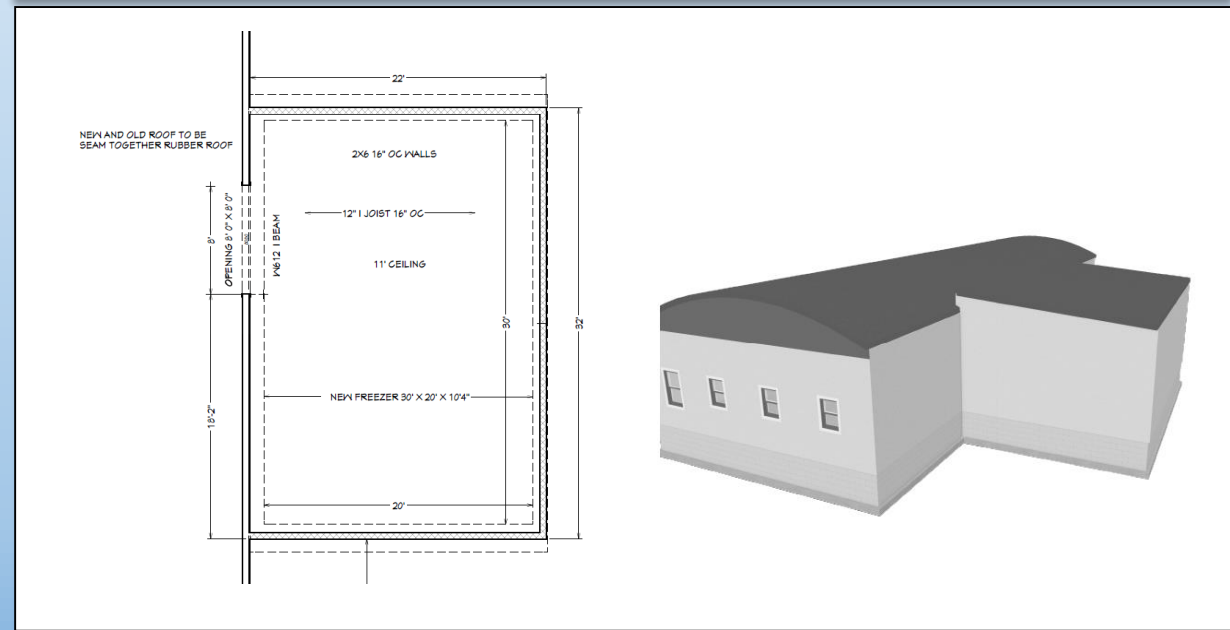 22'
NEW AND OLD ROOF TO BE
SEAM TOGETHER RUBBER ROOF
2X6 16" OC WALLS
8'
OPENING 8' 0" X 8' 0"
W612 I BEAM
12" I JOIST 16" OC
11' CEILING
30'
32'
18'-2"
NEW FREEZER 30' X 20' X 10'4"
20'